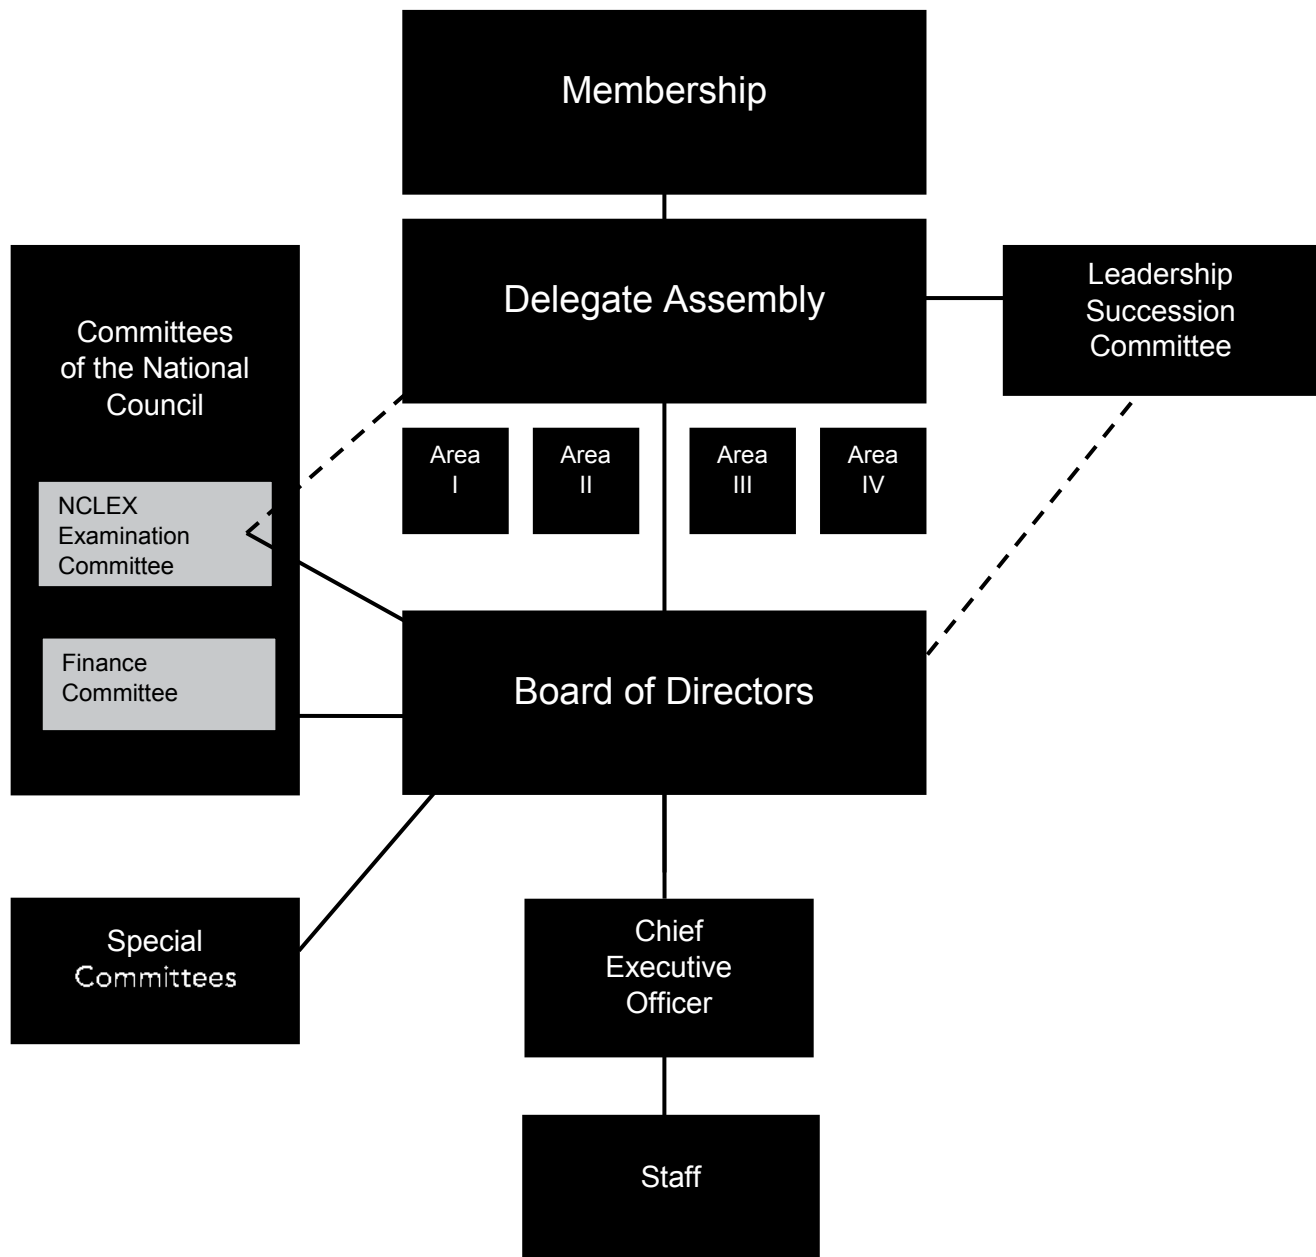 Membership
Delegate Assembly
Leadership
Succession
Committee
Committees
of the National
Council
Area
I
Area
II
Area
III
Area
IV
NCLEX
Examination
Committee
Finance
Committee
Board of Directors
Special
Committees
Chief
Executive
Officer
Staff